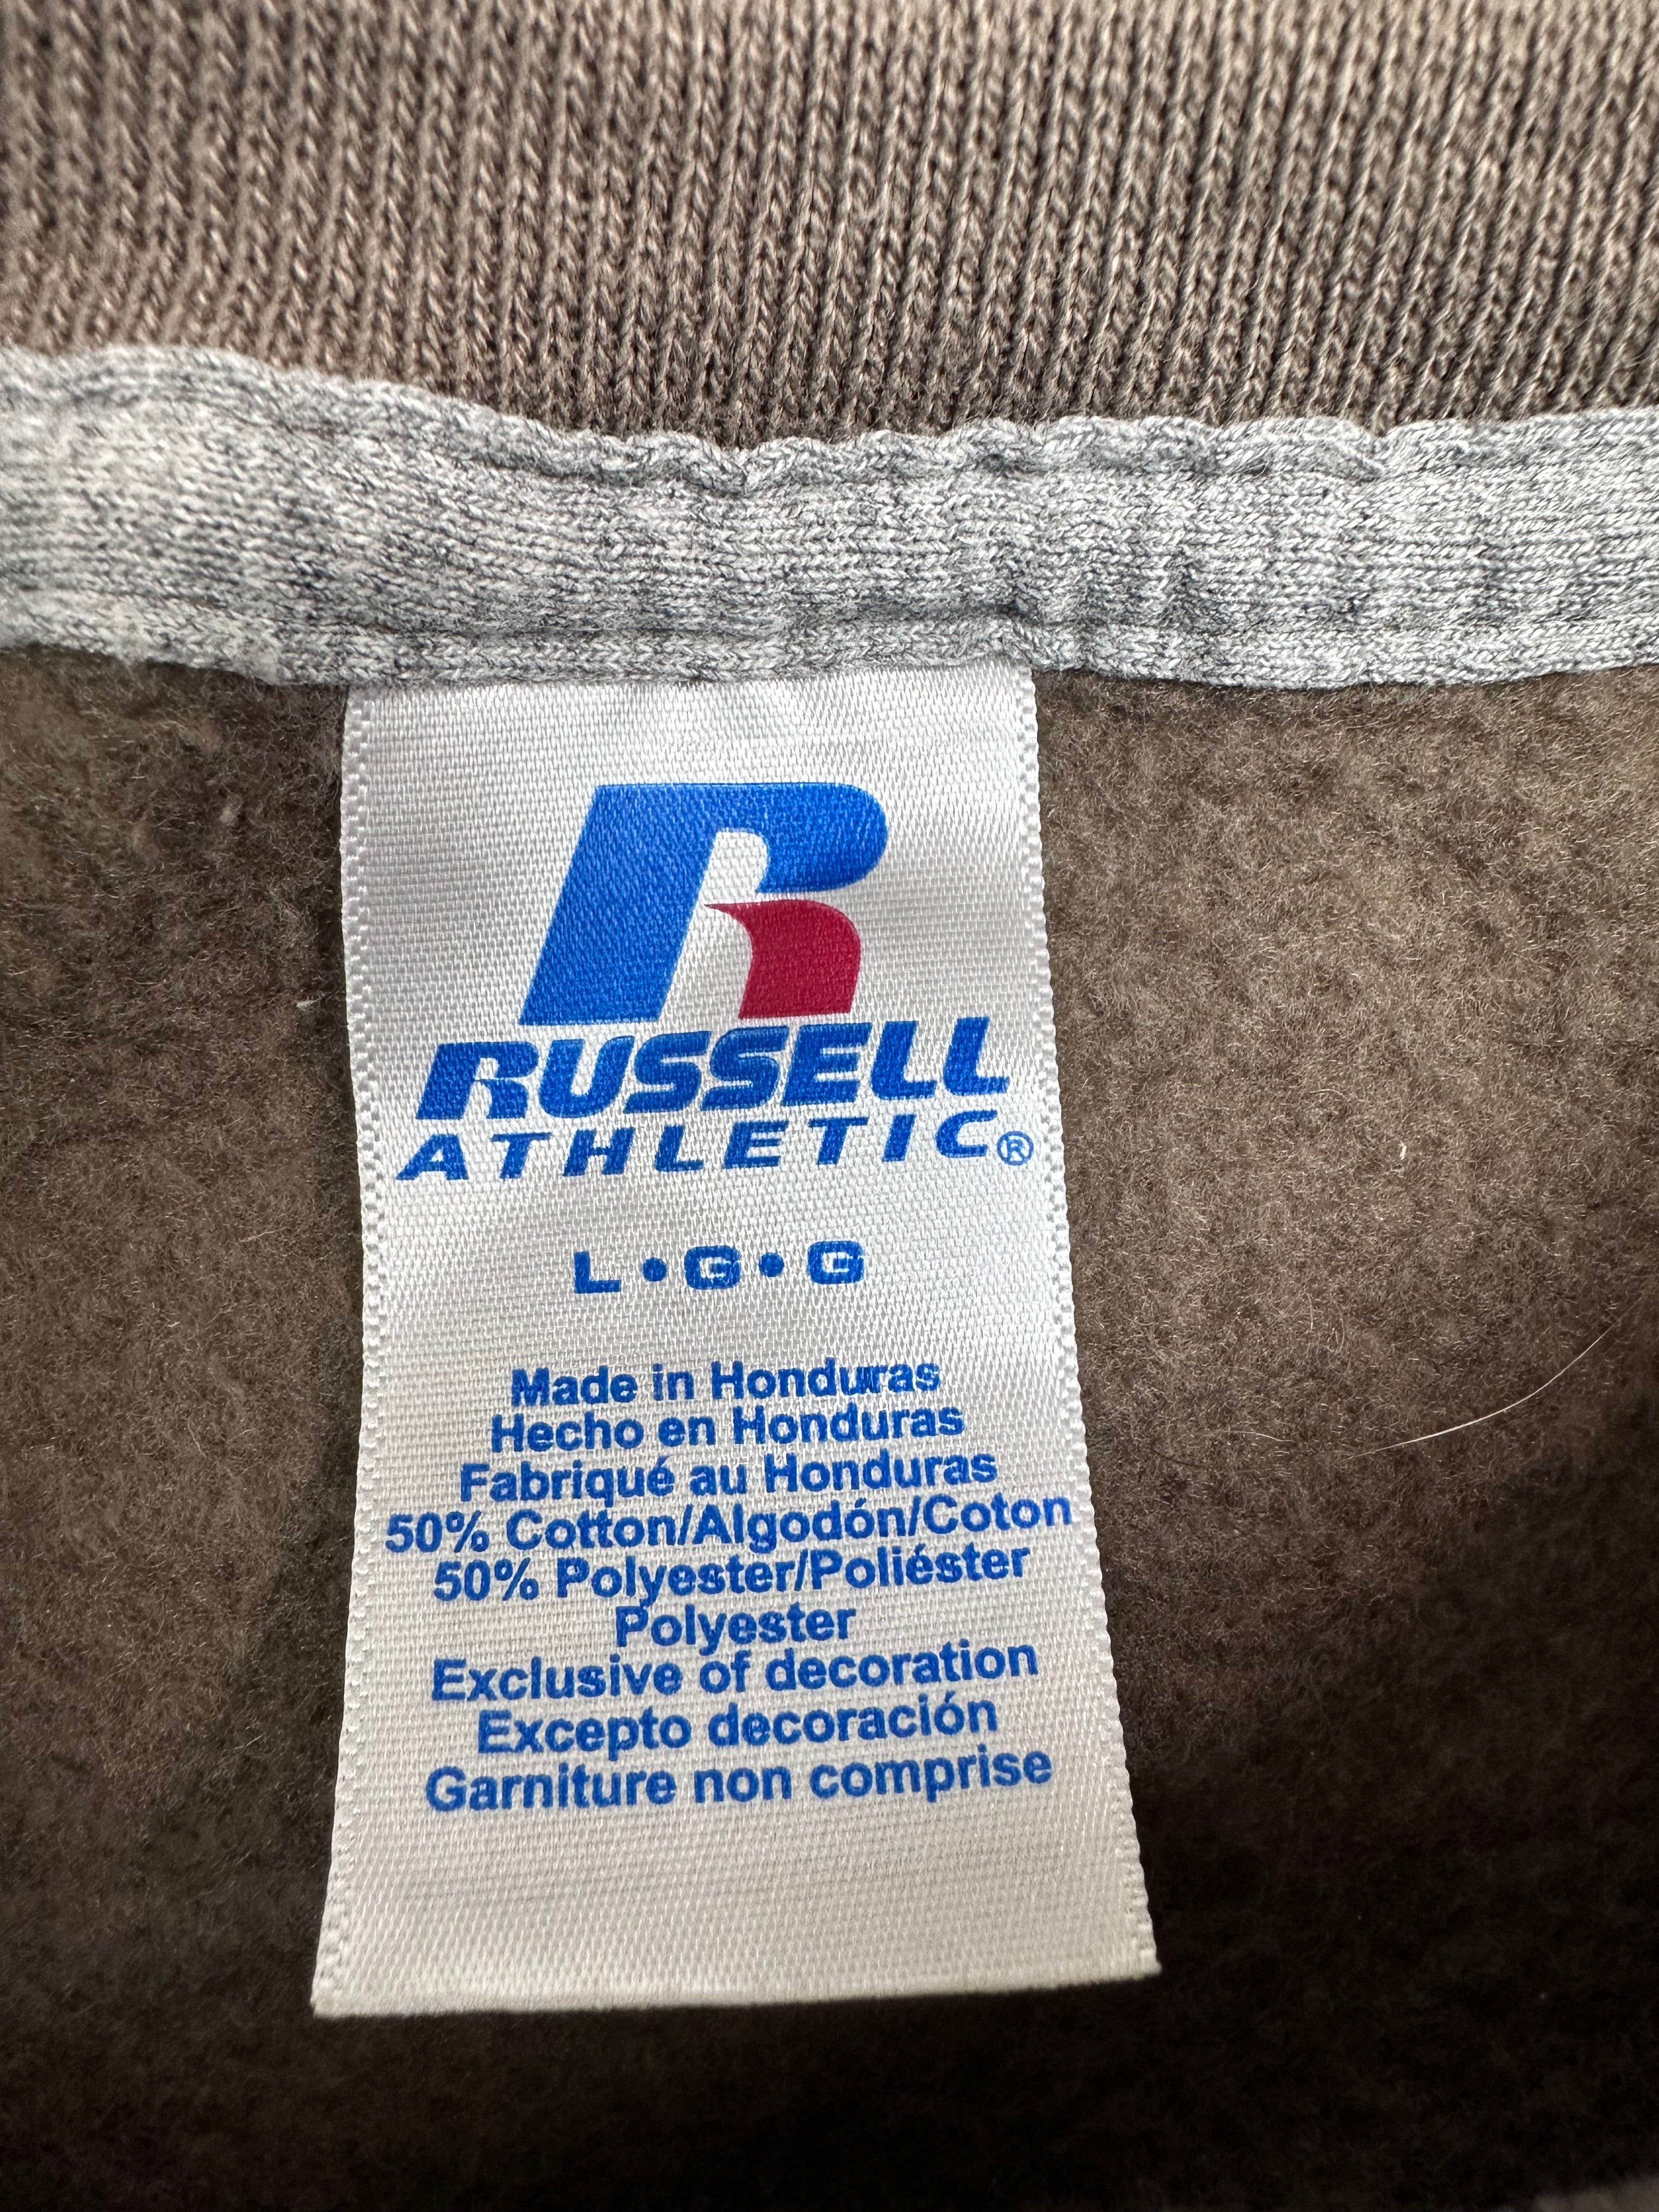 R
RUSSELL
ATHLETIC®
L•G•G
Made in Honduras
Hecho en Honduras
Fabriqué au Honduras
50% Cotton/Algodón/Coton
50% Polyester/Poliéster
Polyester
Exclusive of decoration
Excepto decoración
Garniture non comprise